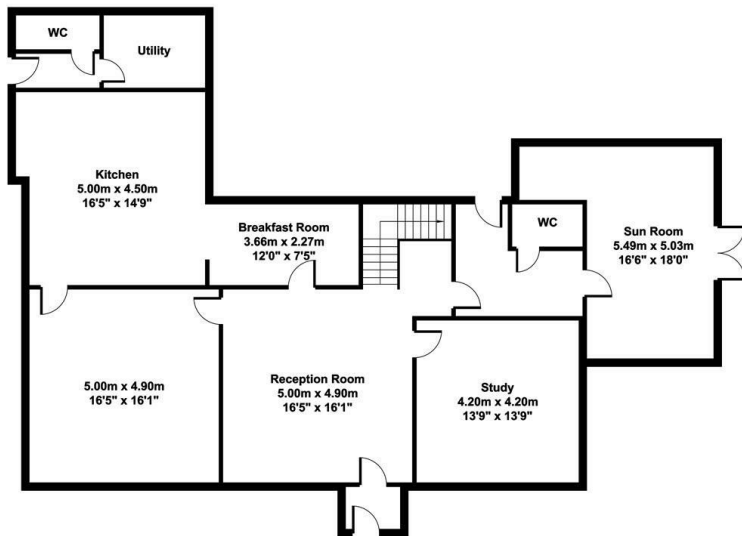 WC
Utility
Kitchen
5.00m x 4.50m
16'5" x 14'9"
Breakfast Room
3.66m x 2.27m
12'0" x 7'5"
WC
Sun Room
5.49m x 5.03m
16'6" x 18'0"
5.00m x 4.90m
16'5" x 16'1"
Reception Room
5.00m x 4.90m
16'5" x 16'1"
Study
4.20m x 4.20m
13'9" x 13'9"